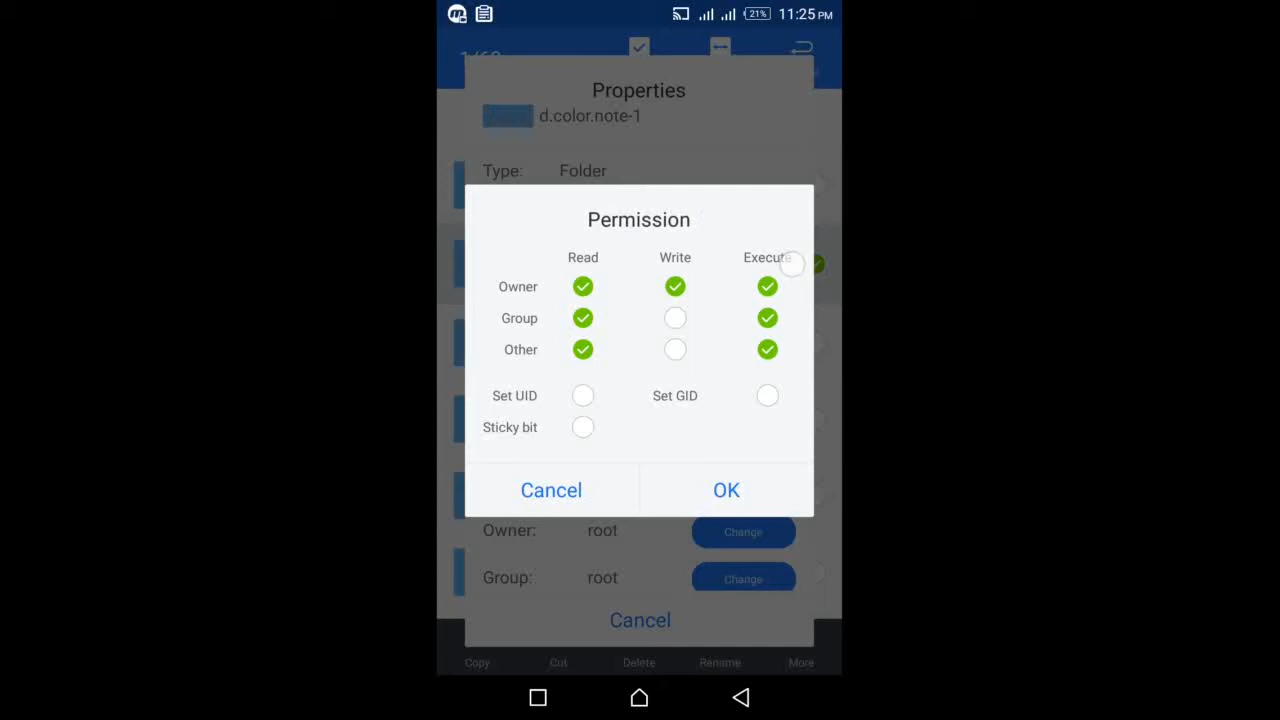 21% 11:25 PM
Properties
d.color.note-1
Type: Folder
Permission
Read Write Execute
Owner
Group
Other
Set UID Set GID
Sticky bit
Cancel OK
Owner: root Change
Group: root Change
Cancel
Copy Cut Delete Rename More